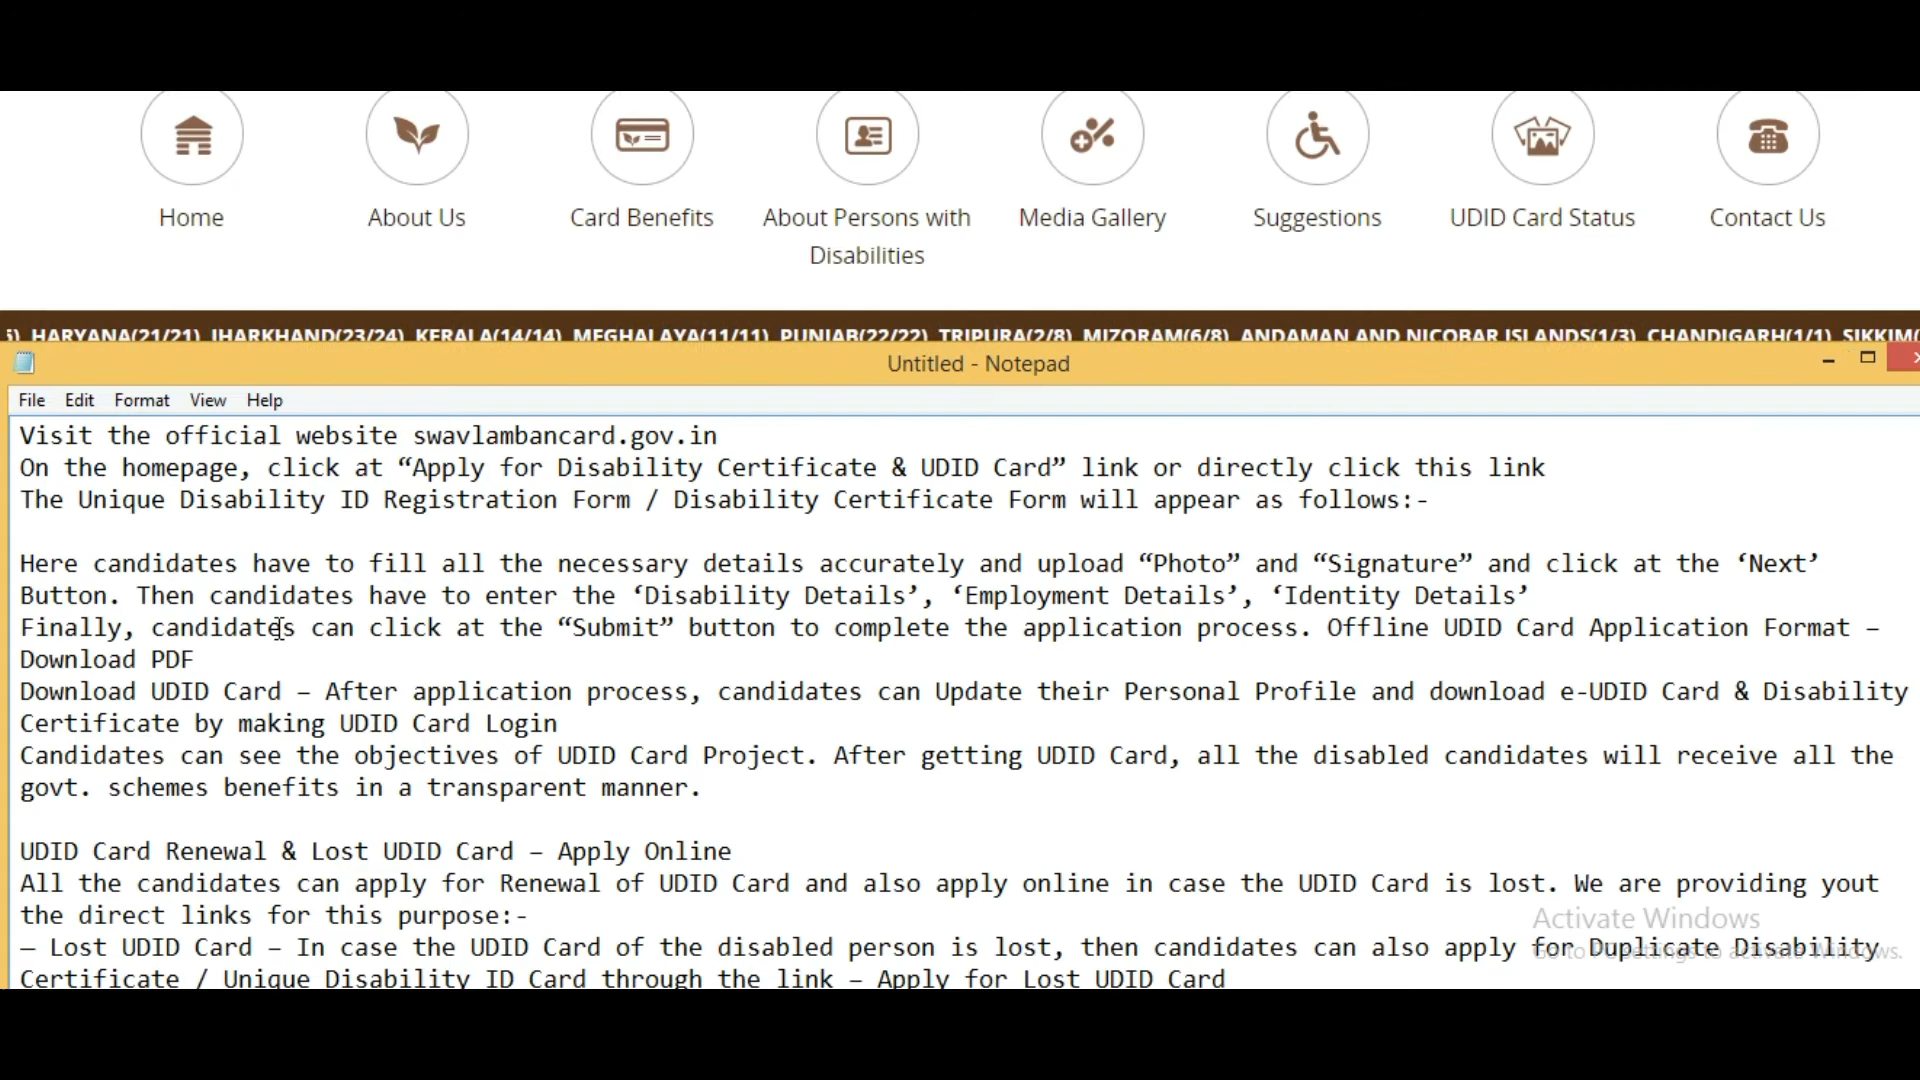 Home About Us Card Benefits About Persons with Media Gallery Suggestions UDID Card Status Contact Us
Disabilities
HARYANA(21/21) JHARKHAND(23/24) KERALA(14/14) MEGHALAYA(11/11) PUNJAB(22/22) TRIPURA(2/8) MIZORAM(6/8) ANDAMAN AND NICOBAR ISLANDS(1/3) CHANDIGARH(1/1) SIKKIM(
Untitled - Notepad
File Edit Format View Help
Visit the official website swavlambancard.gov.in
On the homepage, click at “Apply for Disability Certificate & UDID Card” link or directly click this link
The Unique Disability ID Registration Form / Disability Certificate Form will appear as follows:-
Here candidates have to fill all the necessary details accurately and upload “Photo” and “Signature” and click at the ‘Next’
Button. Then candidates have to enter the ‘Disability Details’, ‘Employment Details’, ‘Identity Details’
Finally, candidates can click at the “Submit” button to complete the application process. Offline UDID Card Application Format –
Download PDF
Download UDID Card – After application process, candidates can Update their Personal Profile and download e-UDID Card & Disability
Certificate by making UDID Card Login
Candidates can see the objectives of UDID Card Project. After getting UDID Card, all the disabled candidates will receive all the
govt. schemes benefits in a transparent manner.
UDID Card Renewal & Lost UDID Card – Apply Online
All the candidates can apply for Renewal of UDID Card and also apply online in case the UDID Card is lost. We are providing yout
the direct links for this purpose:-
— Lost UDID Card – In case the UDID Card of the disabled person is lost, then candidates can also apply for Duplicate Disability
Certificate / Unique Disability ID Card through the link – Apply for Lost UDID Card
Activate Windows
Go to PC settings to activate Windows.